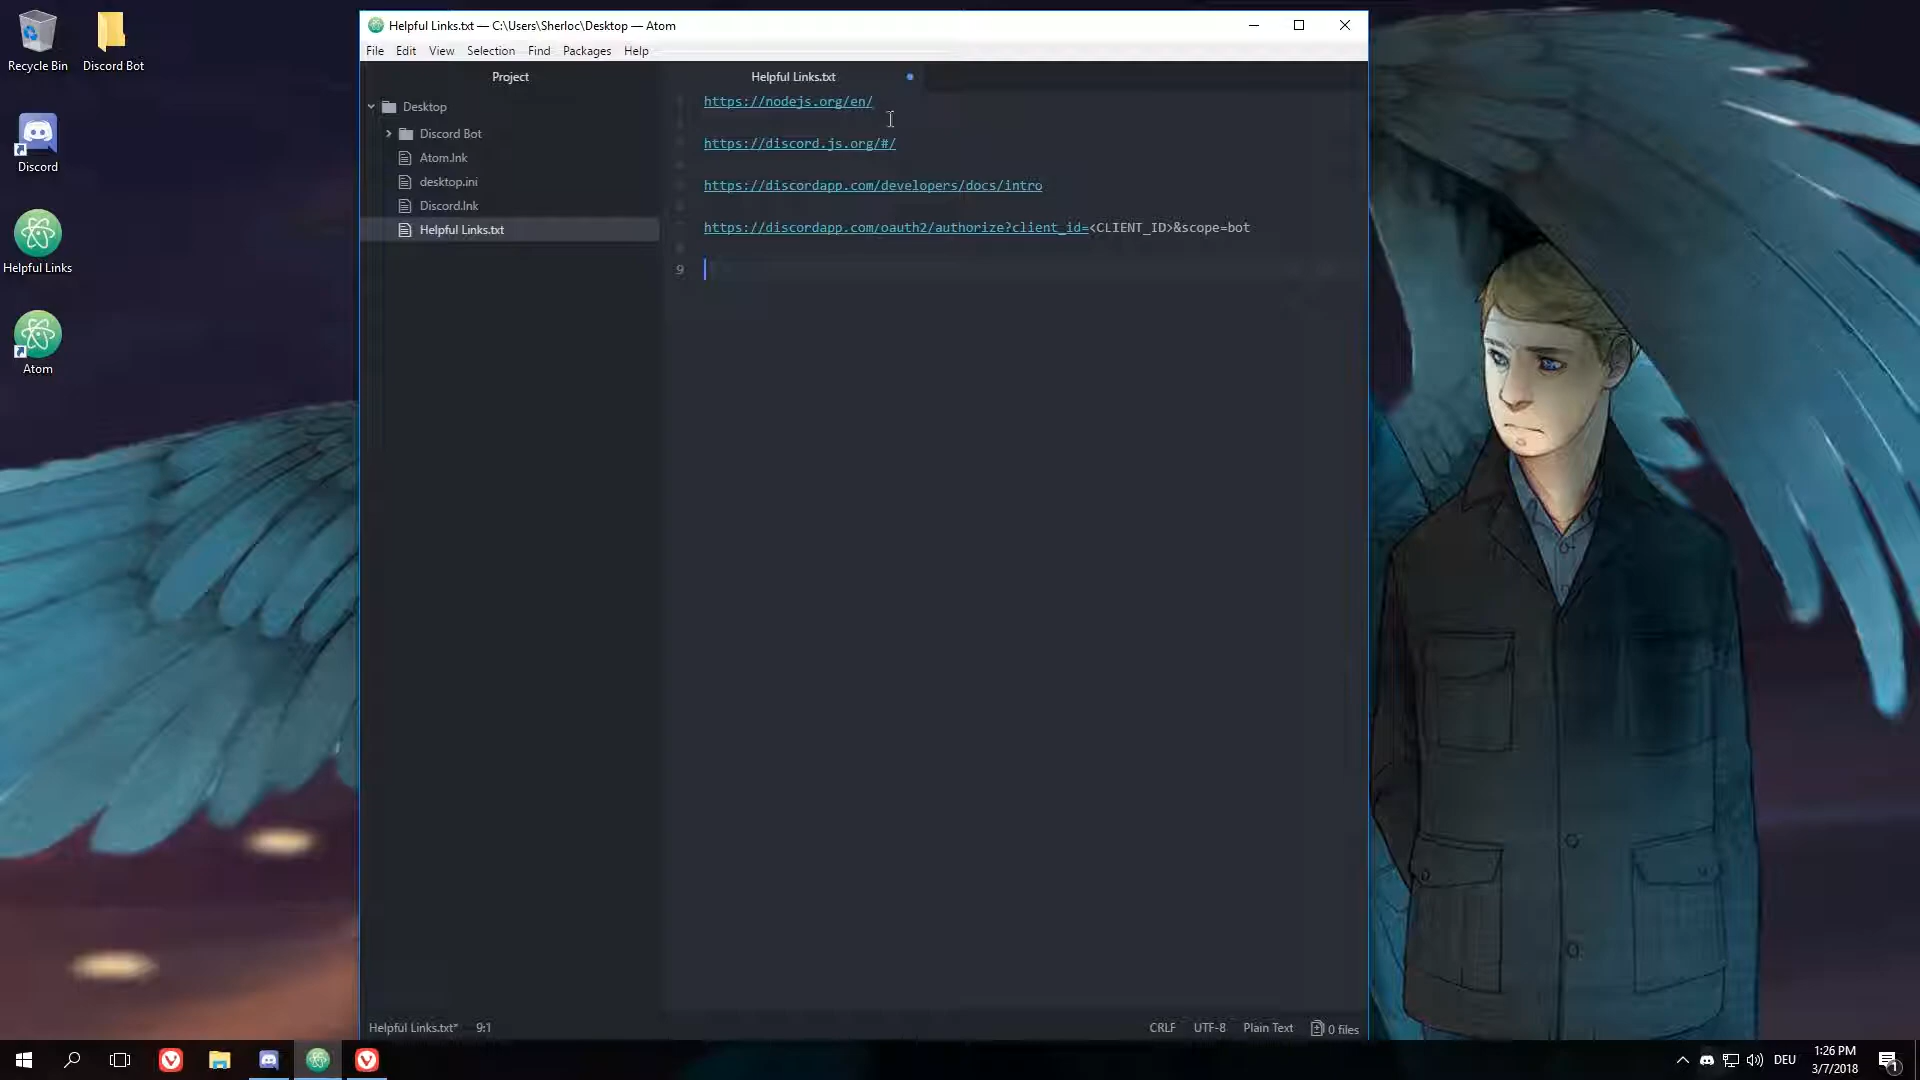 Recycle Bin
Discord Bot
Discord
Helpful Links
Atom
Helpful Links.txt — C:\Users\Sherloc\Desktop — Atom
File Edit View Selection Find Packages Help
Project
Desktop
Discord Bot
Atom.lnk
desktop.ini
Discord.lnk
Helpful Links.txt
Helpful Links.txt
https://nodejs.org/en/
https://discord.js.org/#/
https://discordapp.com/developers/docs/intro
https://discordapp.com/oauth2/authorize?client_id=<CLIENT_ID>&scope=bot
9
Helpful Links.txt* 9:1
CRLF UTF-8 Plain Text 0 files
DEU
1:26 PM
3/7/2018
1